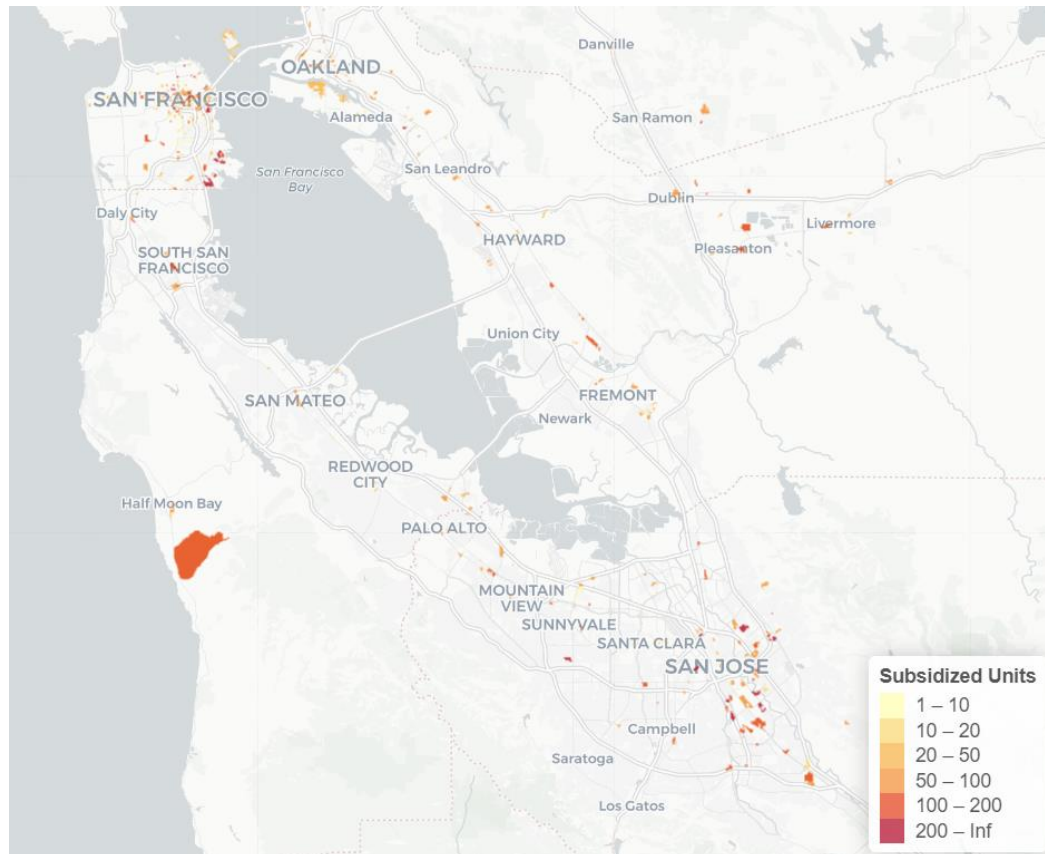 Danville
OAKLAND
SAN FRANCISCO
Alameda
San Ramon
San Francisco
Bay
San Leandro
Dublin
Daly City
Livermore
HAYWARD
Pleasanton
SOUTH SAN
FRANCISCO
Union City
FREMONT
SAN MATEO
Newark
REDWOOD
CITY
Half Moon Bay
PALO ALTO
MOUNTAIN
VIEW
SUNNYVALE
SANTA CLARA
SAN JOSE
Campbell
Saratoga
Los Gatos
Subsidized Units
1 – 10
10 – 20
20 – 50
50 – 100
100 – 200
200 – Inf